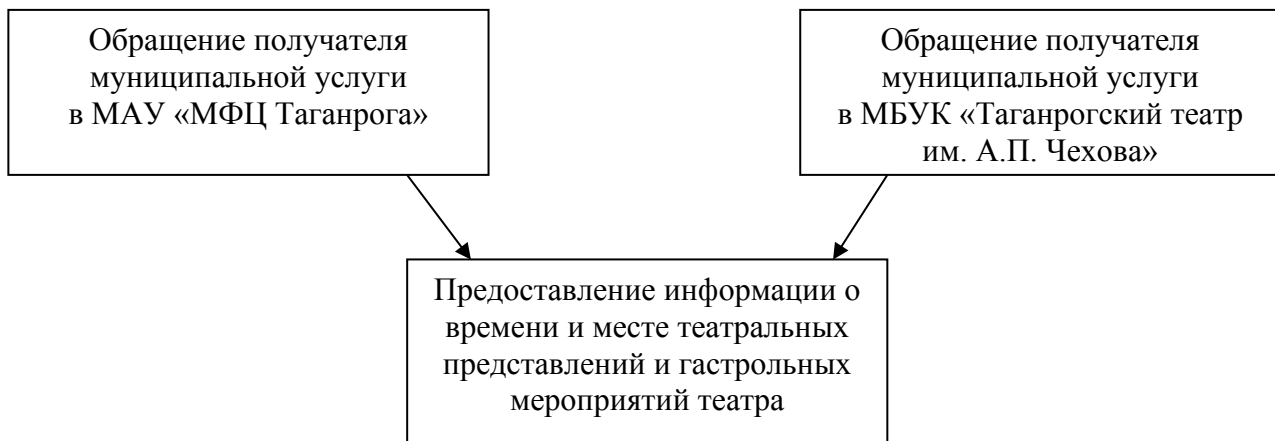 Обращение получателя
муниципальной услуги
в МАУ «МФЦ Таганрога»
Обращение получателя
муниципальной услуги
в МБУК «Таганрогский театр
им. А.П. Чехова»
Предоставление информации о
времени и месте театральных
представлений и гастрольных
мероприятий театра